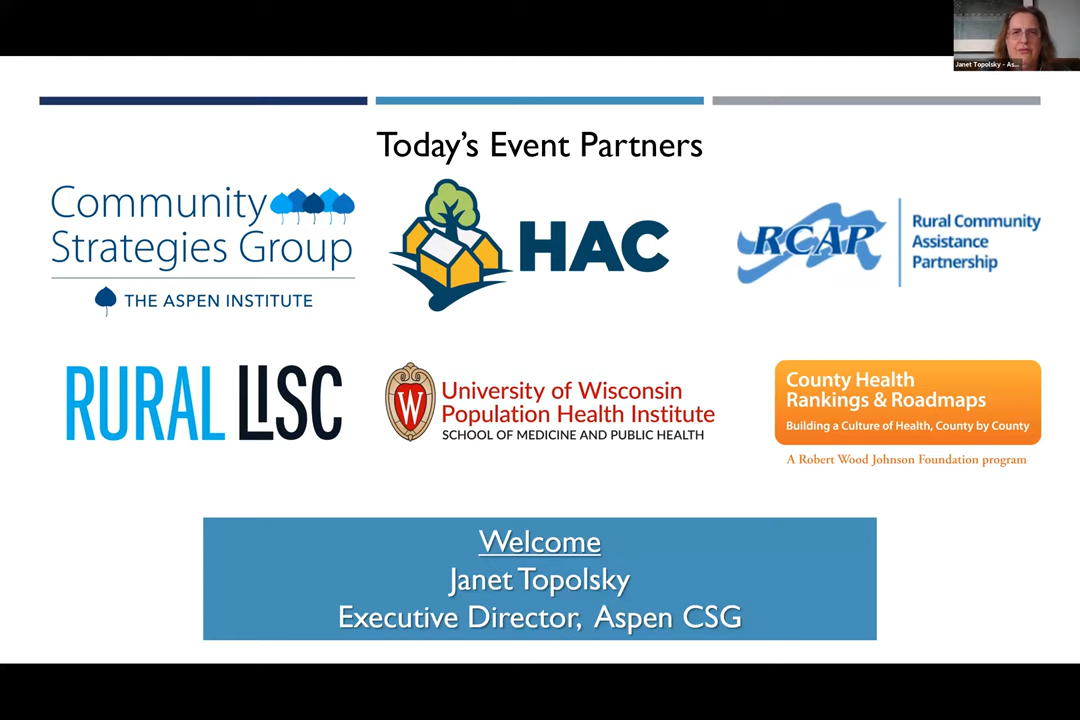 Janet Topolsky - As...
Today's Event Partners
Community
Strategies Group
THE ASPEN INSTITUTE
HAC
RCAP
Rural Community
Assistance
Partnership
RURAL LISC
W
University of Wisconsin
Population Health Institute
SCHOOL OF MEDICINE AND PUBLIC HEALTH
County Health
Rankings & Roadmaps
Building a Culture of Health, County by County
A Robert Wood Johnson Foundation program
Welcome
Janet Topolsky
Executive Director, Aspen CSG